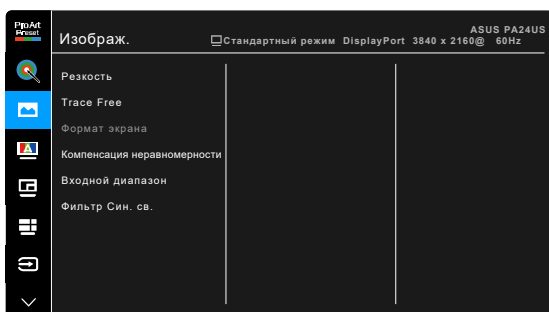 ProArt
Preset
ASUS PA24US
Изображ.
Стандартный режим DisplayPort 3840 x 2160@ 60Hz
Резкость
Trace Free
Формат экрана
Компенсация неравномерности
Входной диапазон
Фильтр Син. св.
A